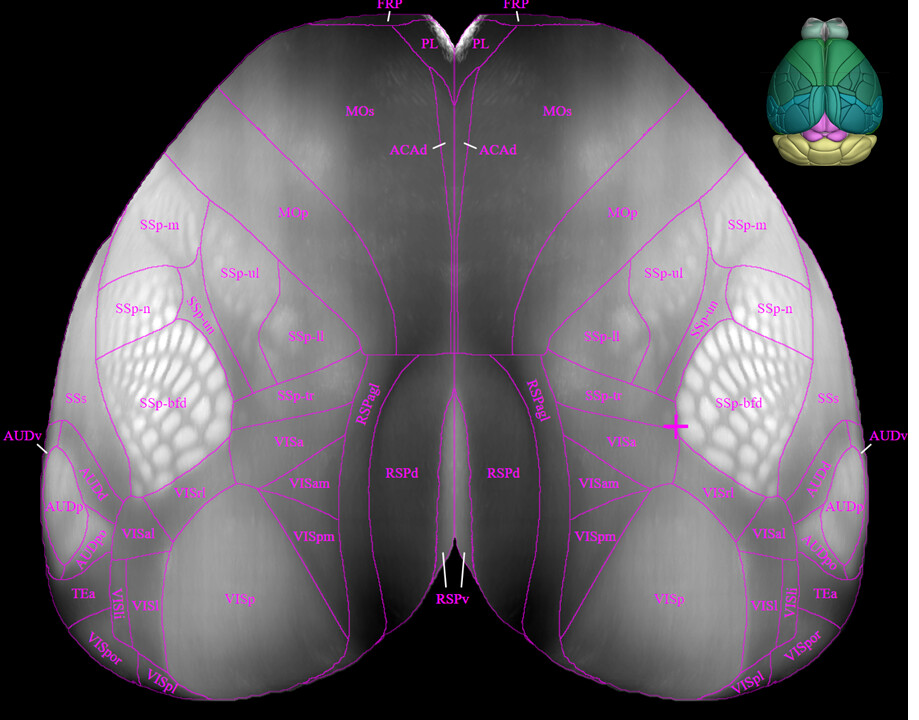 FRP FRP
PL PL
MOs MOs
ACAd ACAd
MOp MOp
SSp-m SSp-m
SSp-ul SSp-ul
SSp-n SSp-un SSp-un SSp-n
SSp-ll SSp-ll
SSp-tr SSp-tr
SSs SSp-bfd RSPagl RSPagl SSp-bfd SSs
AUDv AUDv
VISa VISa
AUDd RSPd RSPd AUDd
VISam VISam
VISrl VISrl
AUDp AUDp
VISal VISpm VISpm VISal
AUDpo AUDpo
TEa VISli VISl VISp RSPv VISp VISl VISli TEa
VISpor VISpor
VISpl VISpl